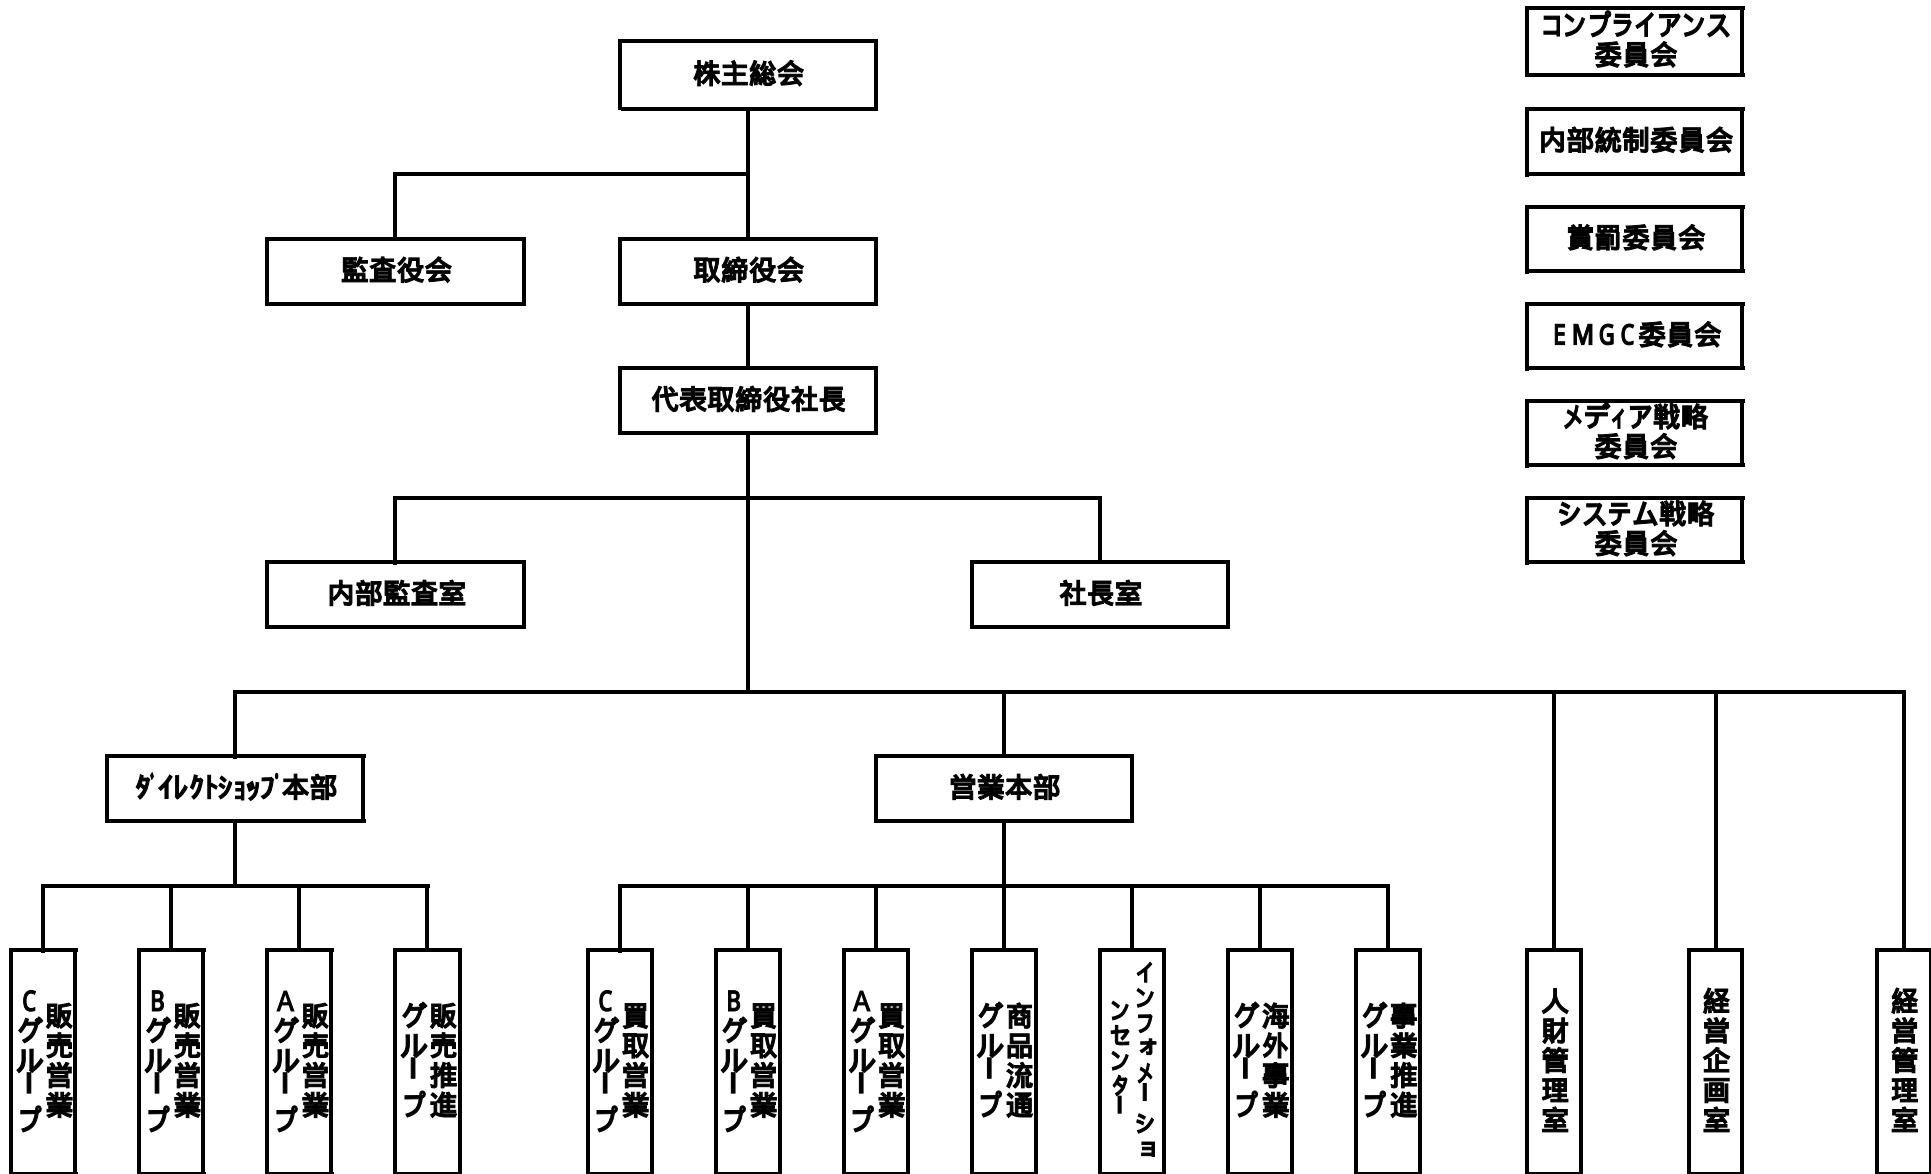 株主総会
コンプライアンス
委員会
内部統制委員会
賞罰委員会
監査役会
取締役会
ＥＭＧＣ委員会
代表取締役社長
メディア戦略
委員会
システム戦略
委員会
内部監査室
社長室
ﾀﾞｲﾚｸﾄｼｮｯﾌﾟ本部
営業本部
販売営業
Ｃグループ
販売営業
Ｂグループ
販売営業
Ａグループ
販売推進
グループ
買取営業
Ｃグループ
買取営業
Ｂグループ
買取営業
Ａグループ
商品流通
グループ
インフォメーショ
ンセンター
海外事業
グループ
事業推進
グループ
人財管理室
経営企画室
経営管理室